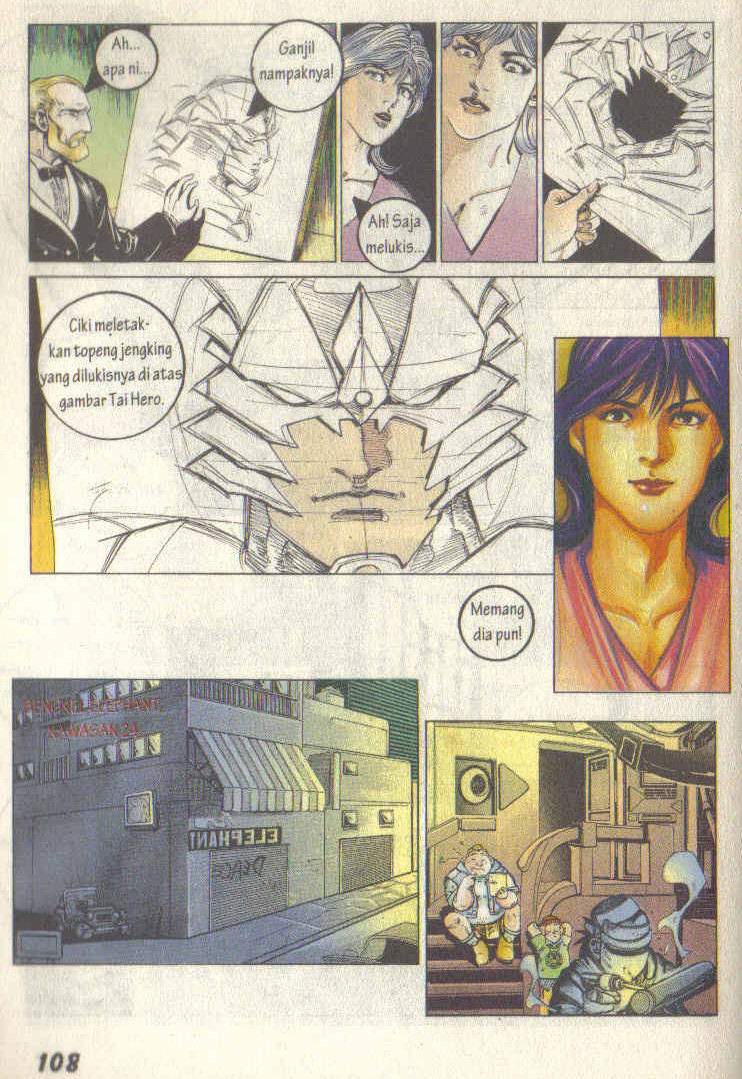 Ah...
apa ni...
Ganjil
nampaknya!
Ah! Saja
melukis...
Ciki meletak-
kan topeng jengking
yang dilukisnya di atas
gambar Tai Hero.
Memang
dia pun!
BENGKEL ELEPHANT,
KAWASAN 24
ELEPHANT
PEACE
108